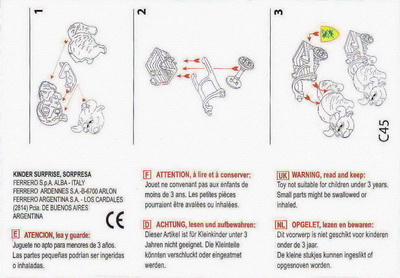 1
2
3
C45
KINDER SURPRISE, SORPRESA
FERRERO S.p.A. ALBA - ITALY
FERRERO ARDENNES S.A.-B-6700 ARLON
FERRERO ARGENTINA S.A. - LOS CARDALES
(2814) Pcia. DE BUENOS AIRES
ARGENTINA
CE
E ATENCION, lea y guarde:
Juguete no apto para menores de 3 años.
Las partes pequeñas podrían ser ingeridas
o inhaladas.
F ATTENTION, à lire et à conserver:
Jouet ne convenant pas aux enfants de
moins de 3 ans. Les petites pièces
pourraient être avalées ou inhalées.
D ACHTUNG, lesen und aufbewahren:
Dieser Artikel ist für Kleinkinder unter 3
Jahren nicht geeignet. Die Kleinteile
könnten verschluckt oder eingeatmet
werden.
UK WARNING, read and keep:
Toy not suitable for children under 3 years.
Small parts might be swallowed or
inhaled.
NL OPGELET, lezen en bewaren:
Dit voorwerp is niet geschikt voor kinderen
onder de 3 jaar.
De kleine stukjes kunnen ingeslikt of
opgesnoven worden.